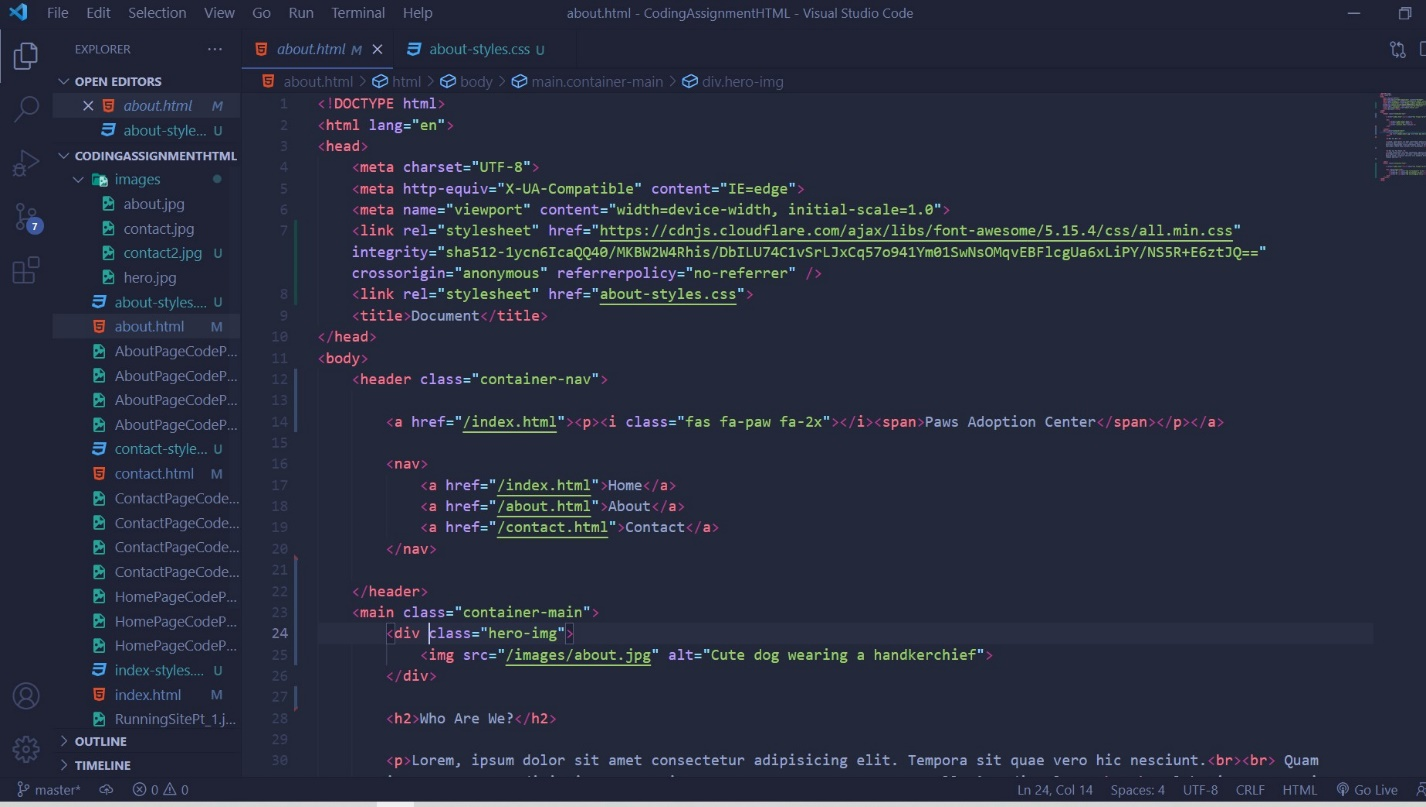 File Edit Selection View Go Run Terminal Help
about.html - CodingAssignmentHTML - Visual Studio Code
EXPLORER ...
OPEN EDITORS
about.html M
about-style... U
CODINGASSIGNMENTHTML
images
about.jpg
contact.jpg
contact2.jpg U
hero.jpg
about-styles.... U
about.html M
AboutPageCodeP...
AboutPageCodeP...
AboutPageCodeP...
AboutPageCodeP...
contact-style... U
contact.html M
ContactPageCode...
ContactPageCode...
ContactPageCode...
ContactPageCode...
HomePageCodeP...
HomePageCodeP...
HomePageCodeP...
index-styles.... U
index.html M
RunningSitePt_1.j...
OUTLINE
TIMELINE
7
about.html M
about-styles.css U
about.html > html > body > main.container-main > div.hero-img
1 <!DOCTYPE html>
2 <html lang="en">
3 <head>
4 <meta charset="UTF-8">
5 <meta http-equiv="X-UA-Compatible" content="IE=edge">
6 <meta name="viewport" content="width=device-width, initial-scale=1.0">
7 <link rel="stylesheet" href="https://cdnjs.cloudflare.com/ajax/libs/font-awesome/5.15.4/css/all.min.css"
integrity="sha512-1ycn6IcaQQ40/MKBW2W4Rhis/DbILU74C1vSrLJxCq57o941Ym01SwNsOMqvEBFlcgUa6xLiPY/NS5R+E6ztJQ=="
crossorigin="anonymous" referrerpolicy="no-referrer" />
8 <link rel="stylesheet" href="about-styles.css">
9 <title>Document</title>
10 </head>
11 <body>
12 <header class="container-nav">
13
14 <a href="/index.html"><p><i class="fas fa-paw fa-2x"></i><span>Paws Adoption Center</span></p></a>
15
16 <nav>
17 <a href="/index.html">Home</a>
18 <a href="/about.html">About</a>
19 <a href="/contact.html">Contact</a>
20 </nav>
21
22 </header>
23 <main class="container-main">
24 <div class="hero-img">
25 <img src="/images/about.jpg" alt="Cute dog wearing a handkerchief">
26 </div>
27
28 <h2>Who Are We?</h2>
29
30 <p>Lorem, ipsum dolor sit amet consectetur adipisicing elit. Tempora sit quae vero hic nesciunt.<br><br> Quam
master* 0 0
Ln 24, Col 14 Spaces: 4 UTF-8 CRLF HTML Go Live